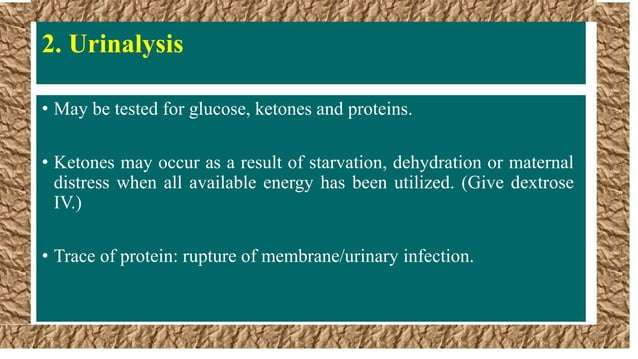 2. Urinalysis
• May be tested for glucose, ketones and proteins.
• Ketones may occur as a result of starvation, dehydration or maternal
distress when all available energy has been utilized. (Give dextrose
IV.)
• Trace of protein: rupture of membrane/urinary infection.